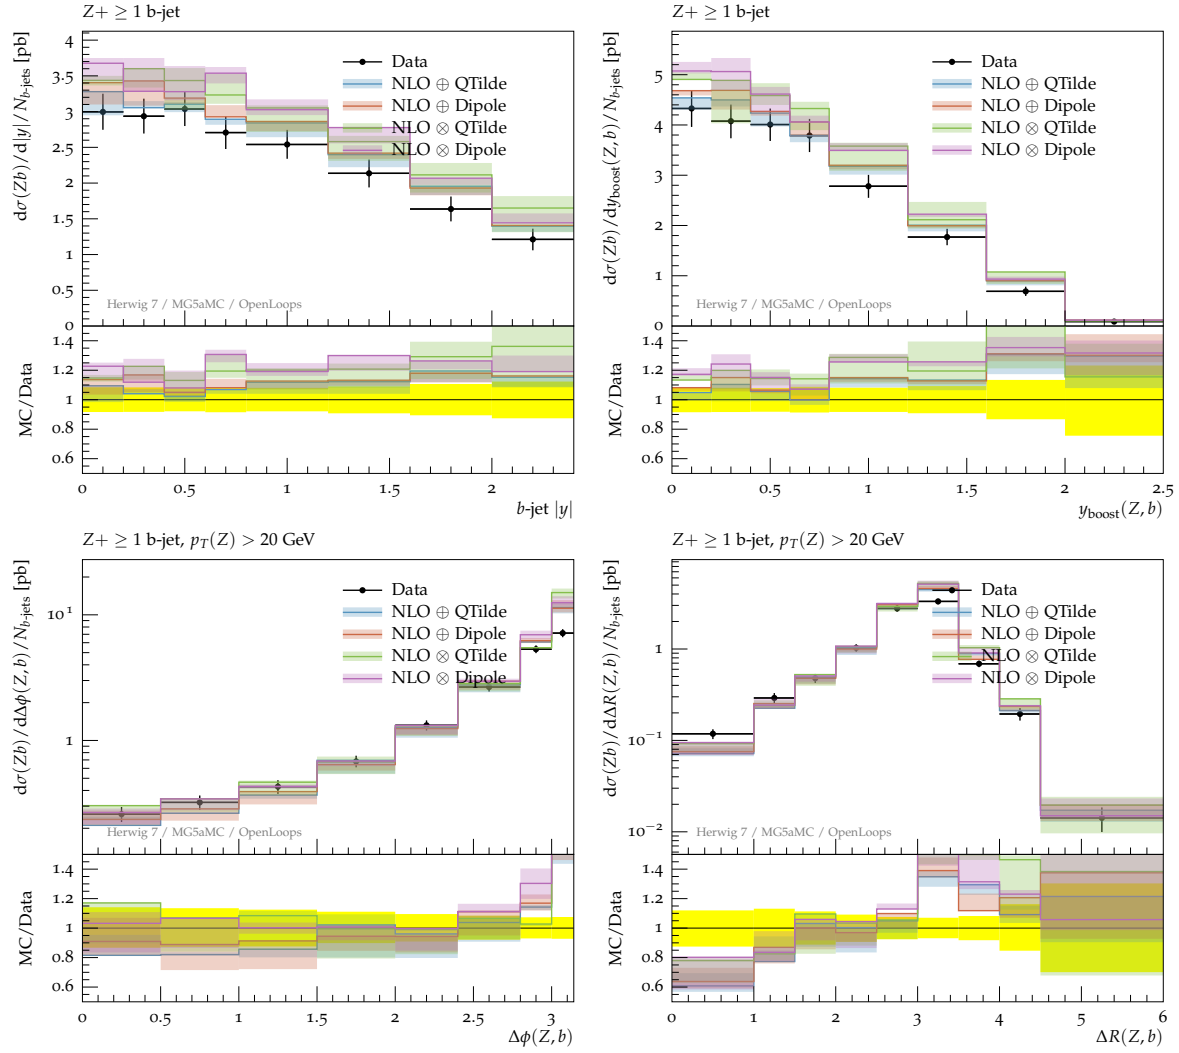 Z+ ≥ 1 b-jet
dσ(Zb)/d|y|/N_{b-jets} [pb]
4
3.5
3
2.5
2
1.5
1
0.5
0
Data
NLO ⊕ QTilde
NLO ⊕ Dipole
NLO ⊗ QTilde
NLO ⊗ Dipole
Herwig 7 / MG5aMC / OpenLoops
MC/Data
1.4
1.2
1
0.8
0.6
0 0.5 1 1.5 2
b-jet |y|
Z+ ≥ 1 b-jet
dσ(Zb)/dy_{boost}(Z, b)/N_{b-jets} [pb]
5
4
3
2
1
0
Data
NLO ⊕ QTilde
NLO ⊕ Dipole
NLO ⊗ QTilde
NLO ⊗ Dipole
Herwig 7 / MG5aMC / OpenLoops
MC/Data
1.4
1.2
1
0.8
0.6
0 0.5 1 1.5 2 2.5
y_{boost}(Z, b)
Z+ ≥ 1 b-jet, p_T(Z) > 20 GeV
dσ(Zb)/dΔϕ(Z, b)/N_{b-jets} [pb]
10^1
1
Data
NLO ⊕ QTilde
NLO ⊕ Dipole
NLO ⊗ QTilde
NLO ⊗ Dipole
Herwig 7 / MG5aMC / OpenLoops
MC/Data
1.4
1.2
1
0.8
0.6
0 0.5 1 1.5 2 2.5 3
Δϕ(Z, b)
Z+ ≥ 1 b-jet, p_T(Z) > 20 GeV
dσ(Zb)/dΔR(Z, b)/N_{b-jets} [pb]
1
10^{−1}
10^{−2}
Data
NLO ⊕ QTilde
NLO ⊕ Dipole
NLO ⊗ QTilde
NLO ⊗ Dipole
Herwig 7 / MG5aMC / OpenLoops
MC/Data
1.4
1.2
1
0.8
0.6
0 1 2 3 4 5 6
ΔR(Z, b)